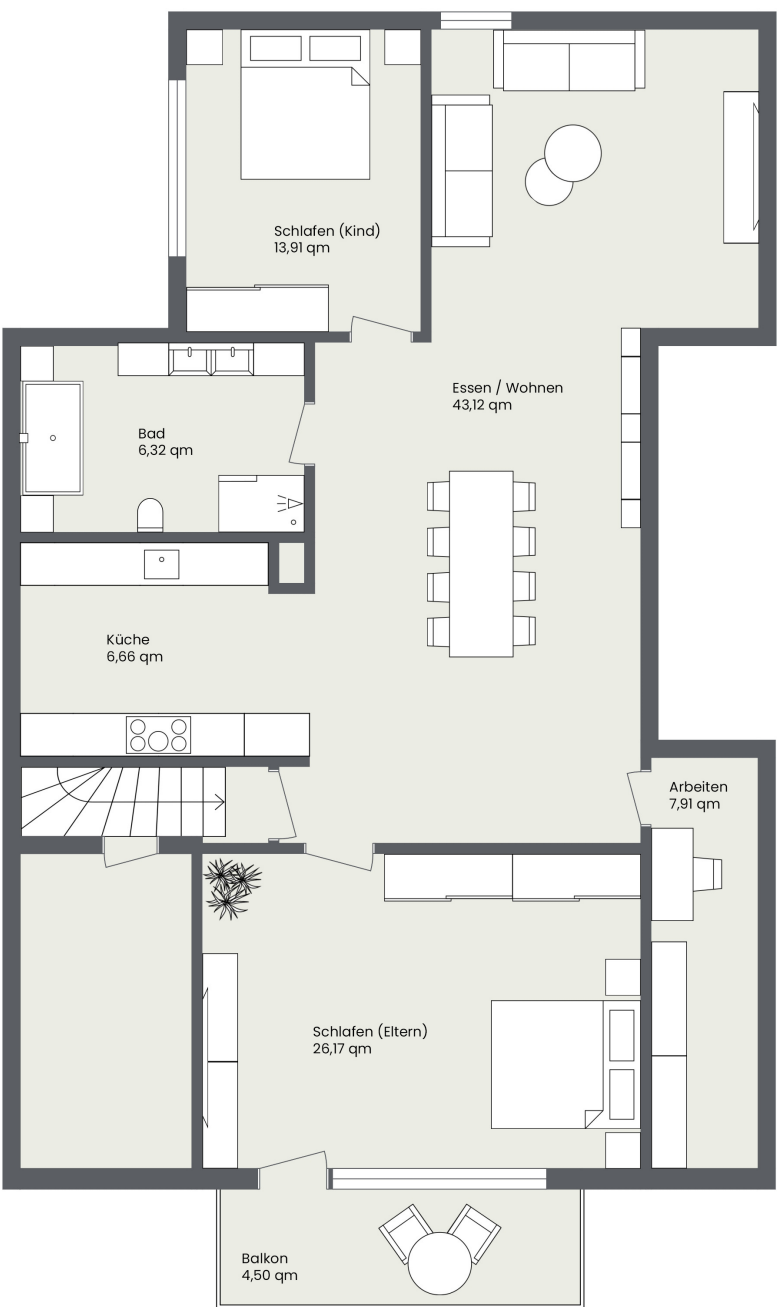 Schlafen (Kind)
13,91 qm
Essen / Wohnen
43,12 qm
Bad
6,32 qm
Küche
6,66 qm
Arbeiten
7,91 qm
Schlafen (Eltern)
26,17 qm
Balkon
4,50 qm